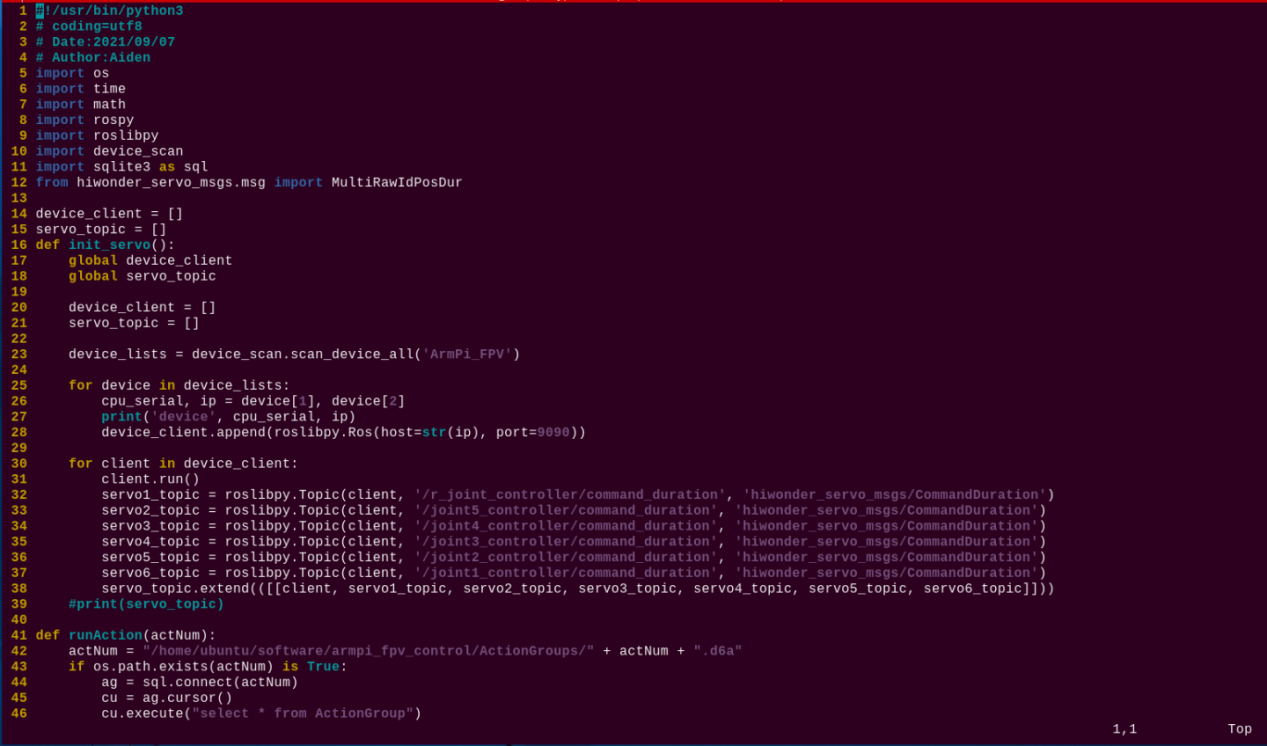 1 #!/usr/bin/python3
2 # coding=utf8
3 # Date:2021/09/07
4 # Author:Aiden
5 import os
6 import time
7 import math
8 import rospy
9 import roslibpy
10 import device_scan
11 import sqlite3 as sql
12 from hiwonder_servo_msgs.msg import MultiRawIdPosDur
13
14 device_client = []
15 servo_topic = []
16 def init_servo():
17     global device_client
18     global servo_topic
19
20     device_client = []
21     servo_topic = []
22
23     device_lists = device_scan.scan_device_all('ArmPi_FPV')
24
25     for device in device_lists:
26         cpu_serial, ip = device[1], device[2]
27         print('device', cpu_serial, ip)
28         device_client.append(roslibpy.Ros(host=str(ip), port=9090))
29
30     for client in device_client:
31         client.run()
32         servo1_topic = roslibpy.Topic(client, '/r_joint_controller/command_duration', 'hiwonder_servo_msgs/CommandDuration')
33         servo2_topic = roslibpy.Topic(client, '/joint5_controller/command_duration', 'hiwonder_servo_msgs/CommandDuration')
34         servo3_topic = roslibpy.Topic(client, '/joint4_controller/command_duration', 'hiwonder_servo_msgs/CommandDuration')
35         servo4_topic = roslibpy.Topic(client, '/joint3_controller/command_duration', 'hiwonder_servo_msgs/CommandDuration')
36         servo5_topic = roslibpy.Topic(client, '/joint2_controller/command_duration', 'hiwonder_servo_msgs/CommandDuration')
37         servo6_topic = roslibpy.Topic(client, '/joint1_controller/command_duration', 'hiwonder_servo_msgs/CommandDuration')
38         servo_topic.extend(([[client, servo1_topic, servo2_topic, servo3_topic, servo4_topic, servo5_topic, servo6_topic]]))
39     #print(servo_topic)
40
41 def runAction(actNum):
42     actNum = "/home/ubuntu/software/armpi_fpv_control/ActionGroups/" + actNum + ".d6a"
43     if os.path.exists(actNum) is True:
44         ag = sql.connect(actNum)
45         cu = ag.cursor()
46         cu.execute("select * from ActionGroup")
1,1 Top